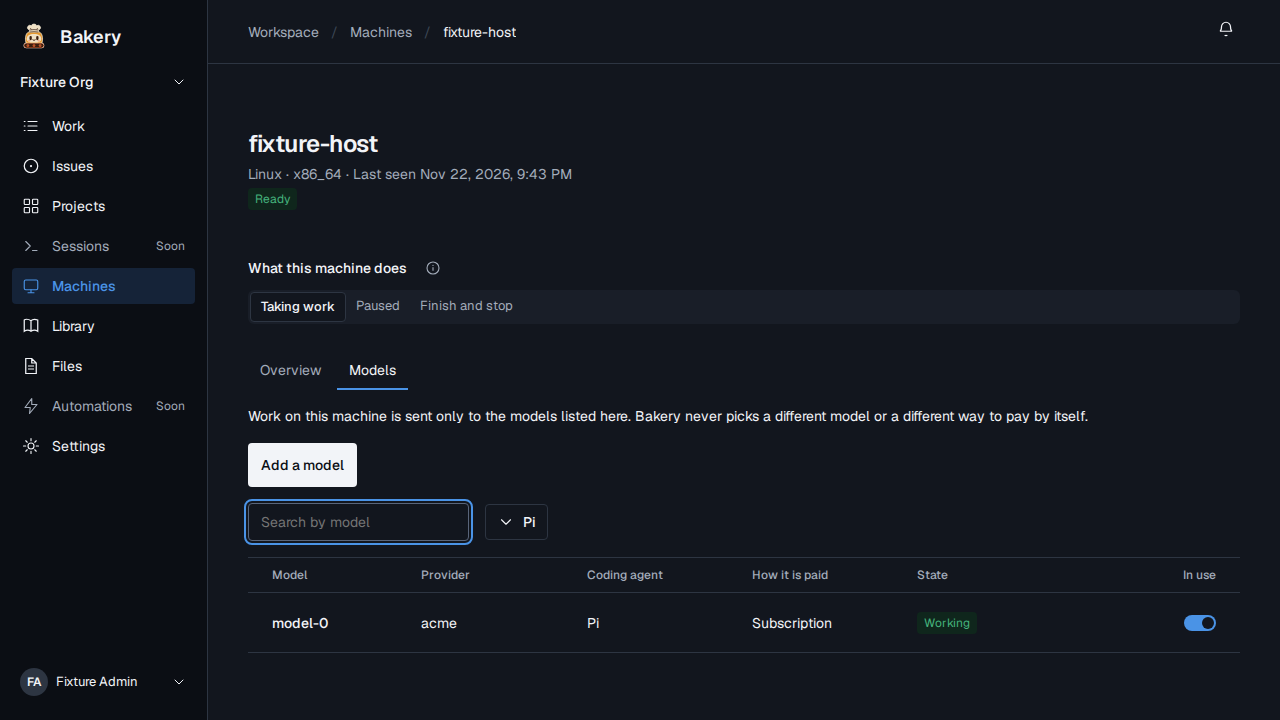 Bakery
Fixture Org
Work
Issues
Projects
Sessions Soon
Machines
Library
Files
Automations Soon
Settings
FA Fixture Admin
Workspace / Machines / fixture-host
fixture-host
Linux · x86_64 · Last seen Nov 22, 2026, 9:43 PM
Ready
What this machine does
Taking work Paused Finish and stop
Overview Models
Work on this machine is sent only to the models listed here. Bakery never picks a different model or a different way to pay by itself.
Add a model
Search by model Pi
Model Provider Coding agent How it is paid State In use
model-0 acme Pi Subscription Working